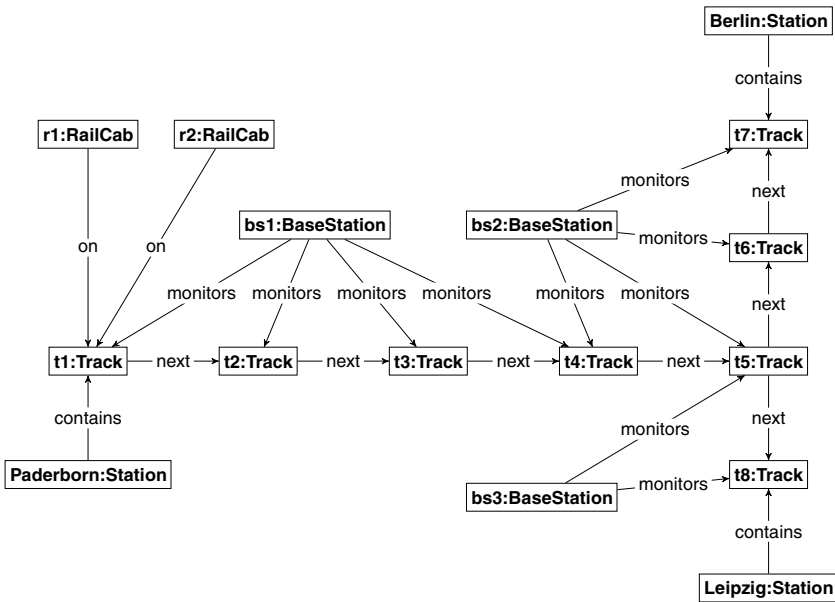 Berlin:Station
contains
r1:RailCab
r2:RailCab
t7:Track
monitors
next
bs1:BaseStation
bs2:BaseStation
on
on
monitors
t6:Track
monitors
monitors
monitors
monitors
monitors
monitors
next
t1:Track
next
t2:Track
next
t3:Track
next
t4:Track
next
t5:Track
contains
monitors
next
Paderborn:Station
bs3:BaseStation
monitors
t8:Track
contains
Leipzig:Station